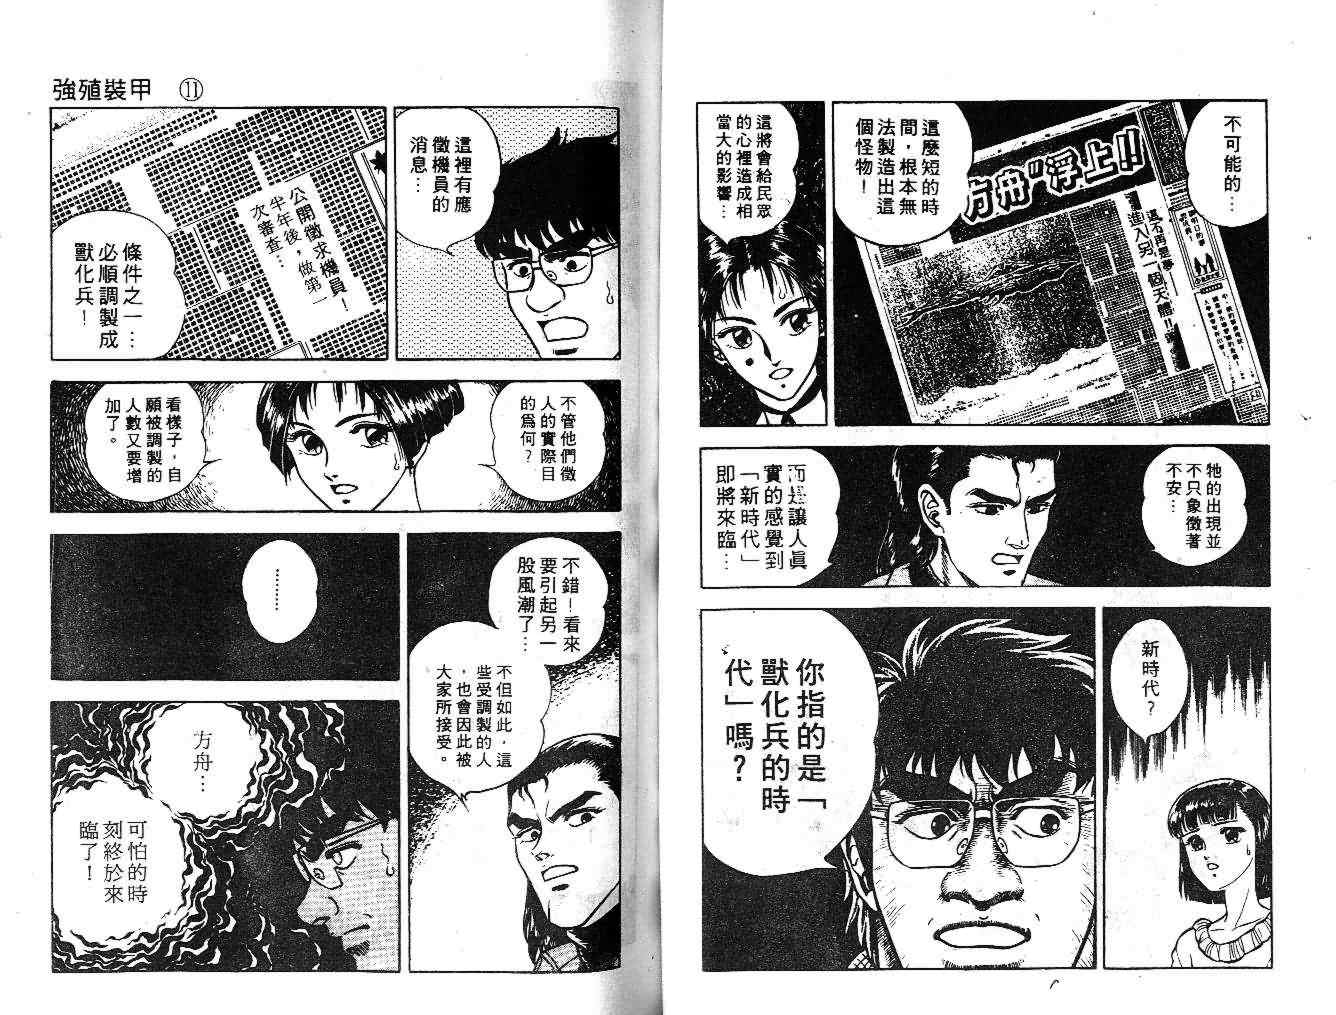 不可能的…
方舟"浮上!!
這不再是夢—
進入另一個天體!!
這麼短的時
間，根本無
法製造出這
個怪物！
這將會給民眾
的心裡造成相
當大的影響…
牠的出現並
不只象徵著
不安…
而是讓人眞
實的感覺到
「新時代」
即將來臨…
新時代？
你指的是「
獸化兵的時
代」嗎？
強殖裝甲 ⑪
這裡有應
徵機員的
消息…
公開徵求機員！
半年後，做第一
次審查…
條件之一…
必順調製成
獸化兵！
不管他們徵
人的實際目
的爲何？
看樣子，自
願被調製的
人數又要增
加了。
不錯！看來
要引起另一
股風潮了…
不但如此，這
些受調製的人
，也會因此被
大家所接受。
………
方舟…
可怕的時
刻終於來
臨了！